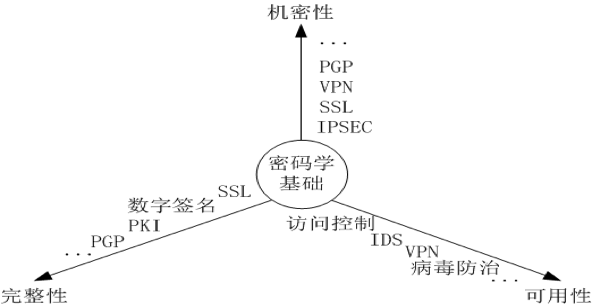 机密性
...
PGP
VPN
SSL
IPSEC
密码学
基础
SSL
数字签名
PKI
PGP
...
完整性
访问控制
IDS
VPN
病毒防治
...
可用性